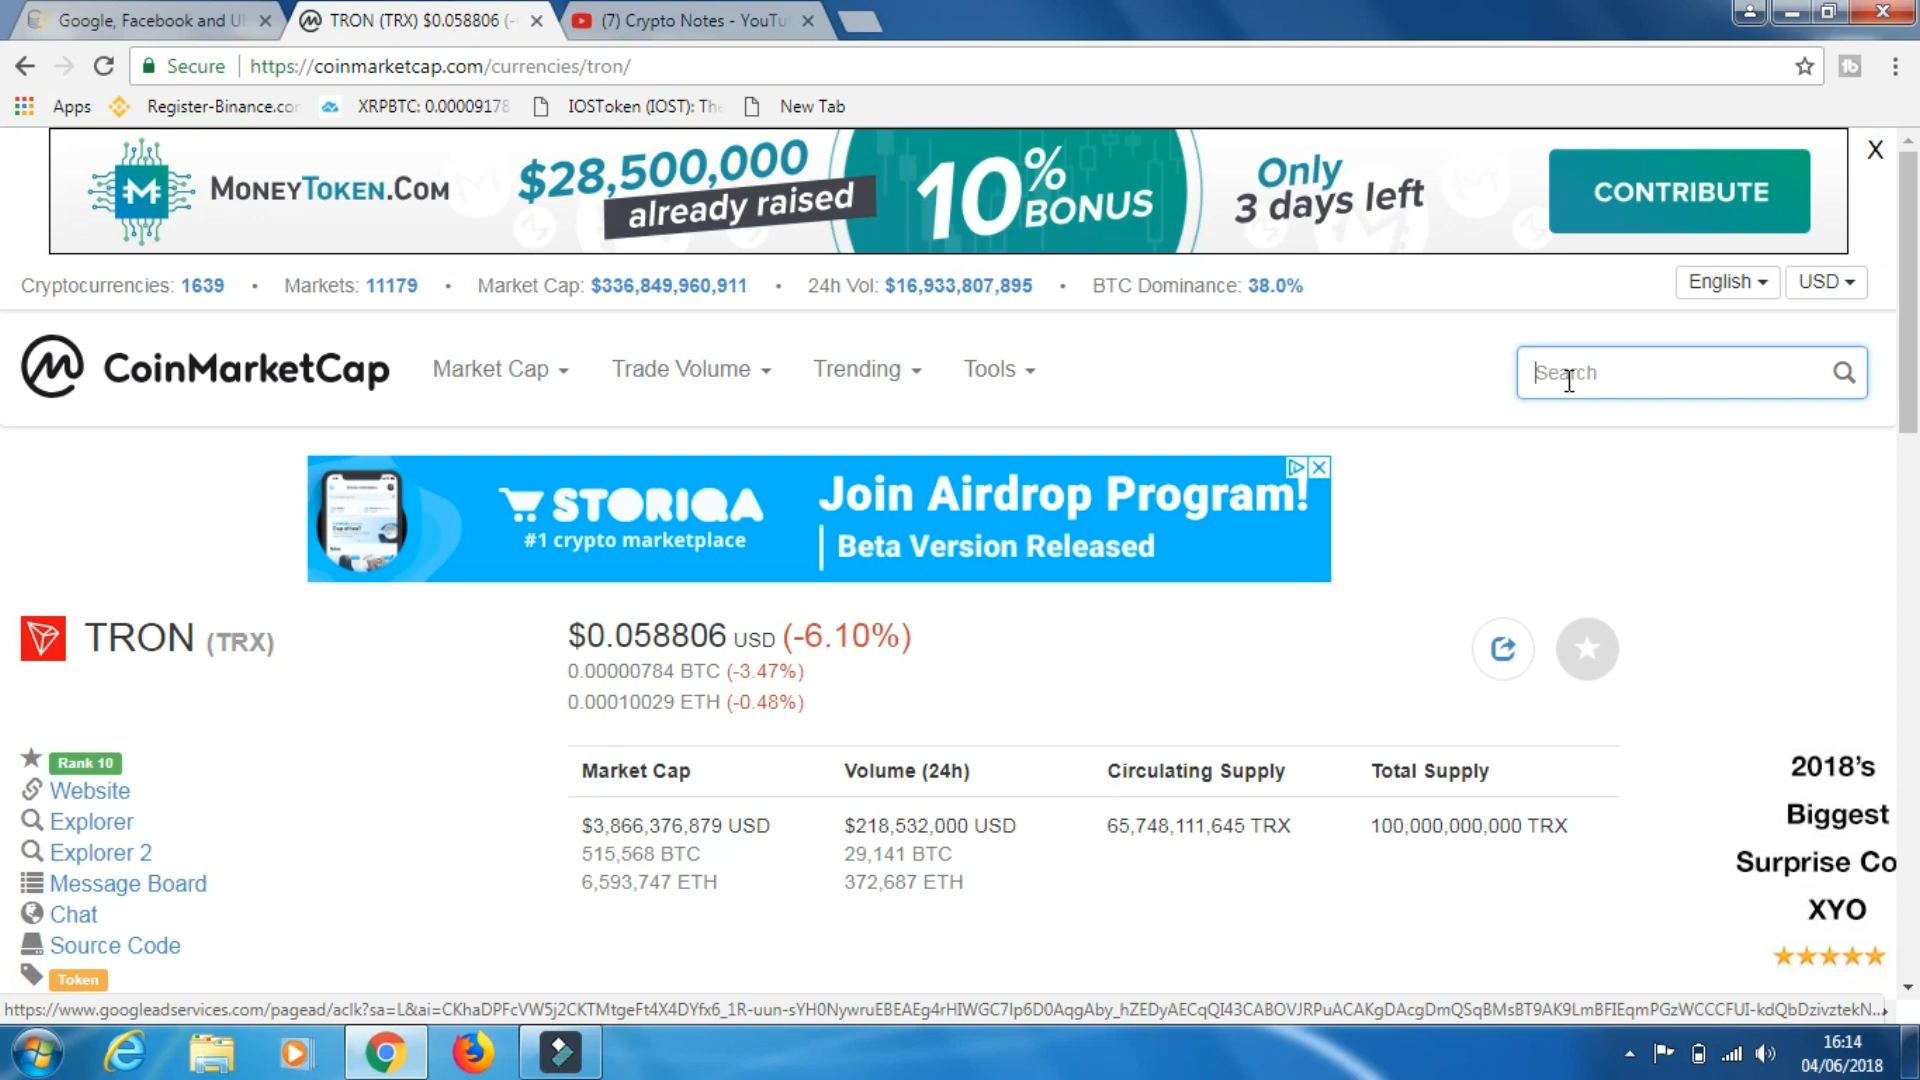 Google, Facebook and U
TRON (TRX) $0.058806 (-
(7) Crypto Notes - YouTu
Secure
https://coinmarketcap.com/currencies/tron/
Apps
Register-Binance.co
XRPBTC: 0.00009178
IOSToken (IOST): The
New Tab
MONEYTOKEN.COM
$28,500,000
already raised
10% BONUS
Only
3 days left
CONTRIBUTE
X
Cryptocurrencies: 1639 • Markets: 11179 • Market Cap: $336,849,960,911 • 24h Vol: $16,933,807,895 • BTC Dominance: 38.0%
English
USD
CoinMarketCap
Market Cap
Trade Volume
Trending
Tools
Search
STORIQA
#1 crypto marketplace
Join Airdrop Program!
Beta Version Released
TRON (TRX)
$0.058806 USD (-6.10%)
0.00000784 BTC (-3.47%)
0.00010029 ETH (-0.48%)
Rank 10
Website
Explorer
Explorer 2
Message Board
Chat
Source Code
Token
Market Cap Volume (24h) Circulating Supply Total Supply
$3,866,376,879 USD $218,532,000 USD 65,748,111,645 TRX 100,000,000,000 TRX
515,568 BTC 29,141 BTC
6,593,747 ETH 372,687 ETH
2018's
Biggest
Surprise Co
XYO
16:14
04/06/2018